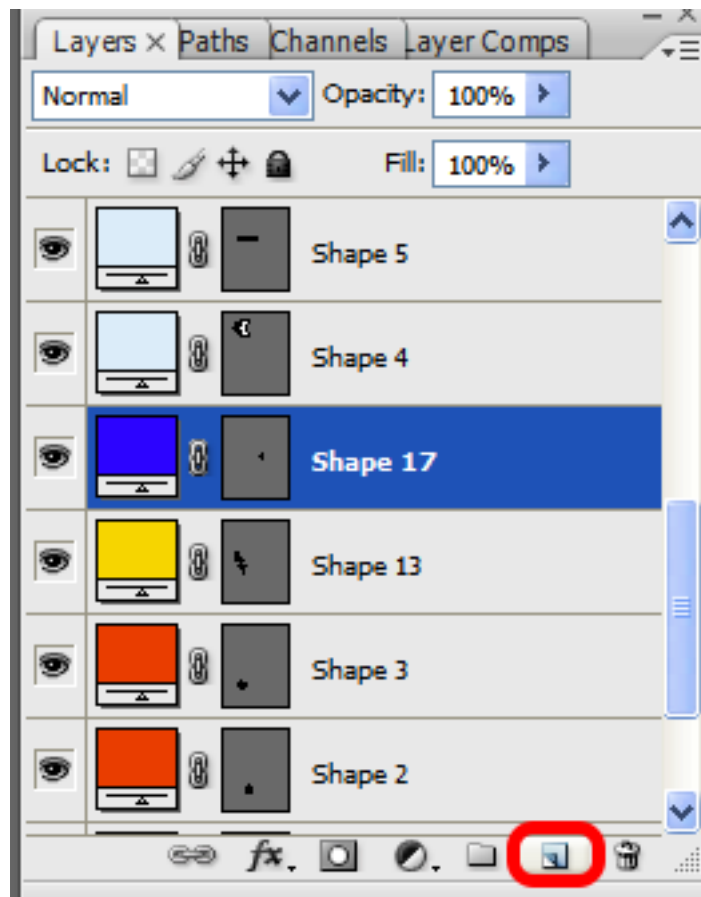 Layers × Paths Channels Layer Comps
Normal Opacity: 100%
Lock: Fill: 100%
Shape 5
Shape 4
Shape 17
Shape 13
Shape 3
Shape 2
fx.